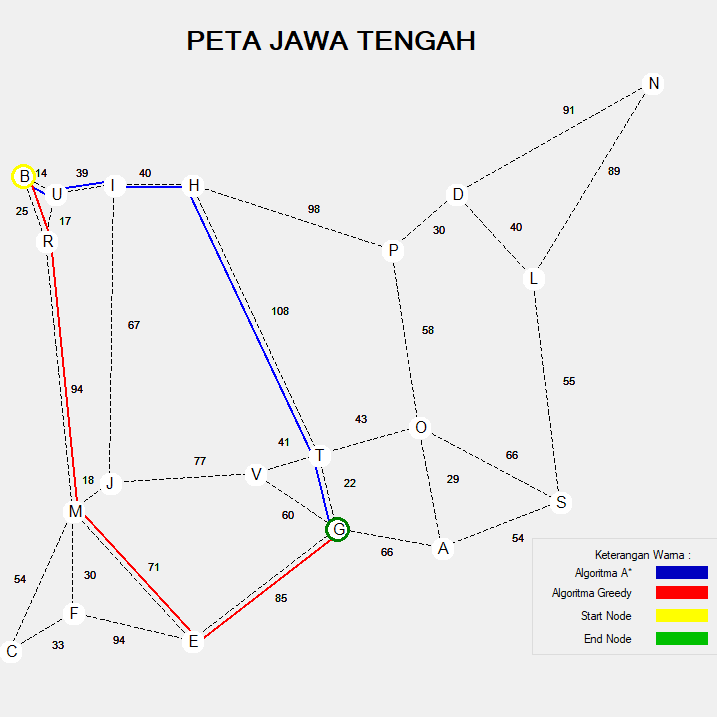 PETA JAWA TENGAH
N
91
89
B
14
39
40
U
I
H
D
25
17
98
30
40
R
P
L
67
108
58
94
55
43
O
41
T
66
77
18
J
V
22
29
M
S
60
G
A
66
54
54
30
71
85
F
94
E
C
33
Keterangan Warna :
Algoritma A*
Algoritma Greedy
Start Node
End Node